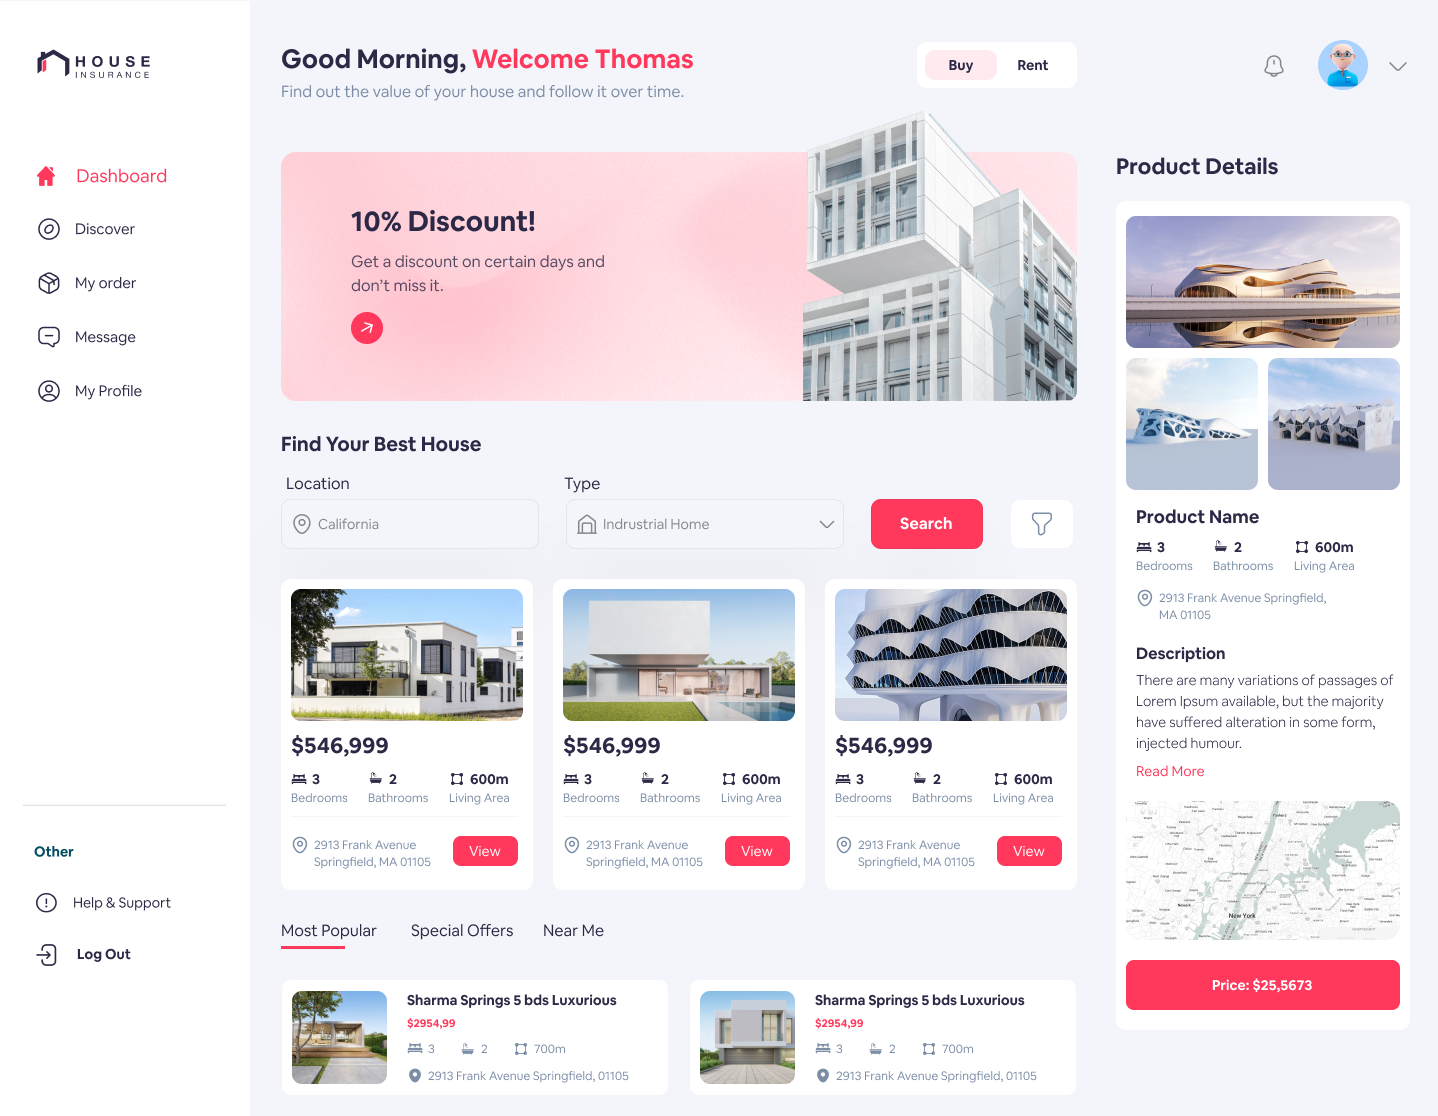 HOUSE
INSURANCE
Dashboard
Discover
My order
Message
My Profile
Other
Help & Support
Log Out
Good Morning, Welcome Thomas
Find out the value of your house and follow it over time.
Buy
Rent
10% Discount!
Get a discount on certain days and
don't miss it.
Find Your Best House
Location
Type
California
Indrustrial Home
Search
$546,999
3
2
600m
Bedrooms
Bathrooms
Living Area
2913 Frank Avenue
Springfield, MA 01105
View
$546,999
3
2
600m
Bedrooms
Bathrooms
Living Area
2913 Frank Avenue
Springfield, MA 01105
View
$546,999
3
2
600m
Bedrooms
Bathrooms
Living Area
2913 Frank Avenue
Springfield, MA 01105
View
Most Popular
Special Offers
Near Me
Sharma Springs 5 bds Luxurious
$2954,99
3
2
700m
2913 Frank Avenue Springfield, 01105
Sharma Springs 5 bds Luxurious
$2954,99
3
2
700m
2913 Frank Avenue Springfield, 01105
Product Details
Product Name
3
2
600m
Bedrooms
Bathrooms
Living Area
2913 Frank Avenue Springfield,
MA 01105
Description
There are many variations of passages of
Lorem Ipsum available, but the majority
have suffered alteration in some form,
injected humour.
Read More
Yonkers
Newark
New York
Price: $25,5673